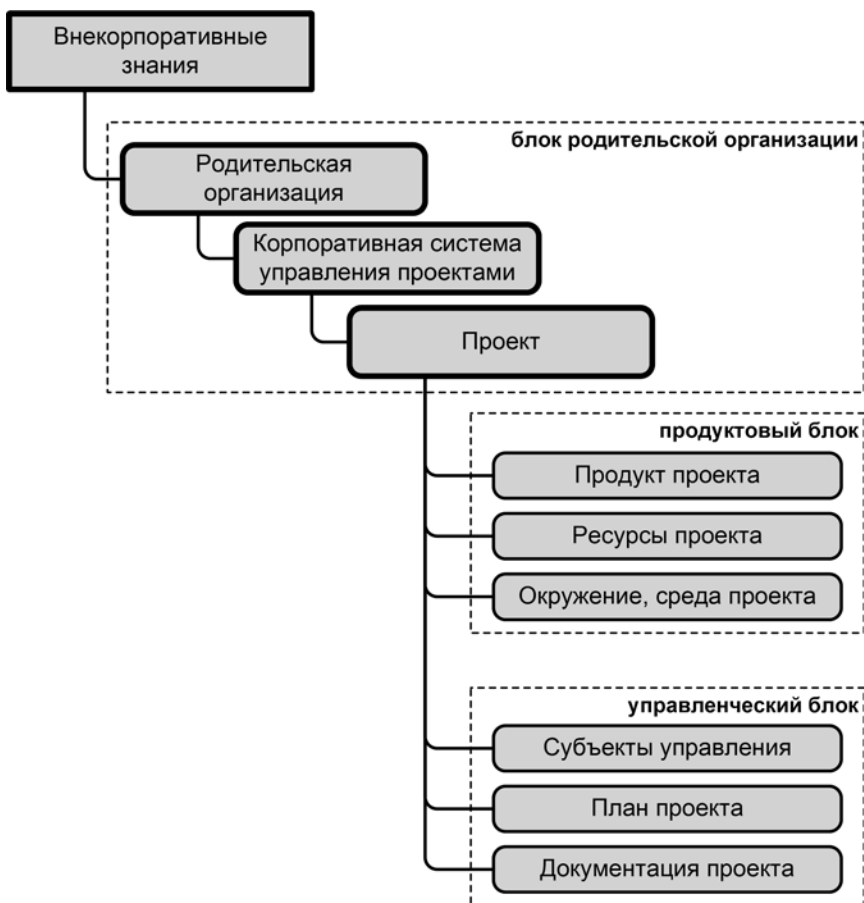 Внекорпоративные
знания
блок родительской организации
Родительская
организация
Корпоративная система
управления проектами
Проект
продуктовый блок
Продукт проекта
Ресурсы проекта
Окружение, среда проекта
управленческий блок
Субъекты управления
План проекта
Документация проекта